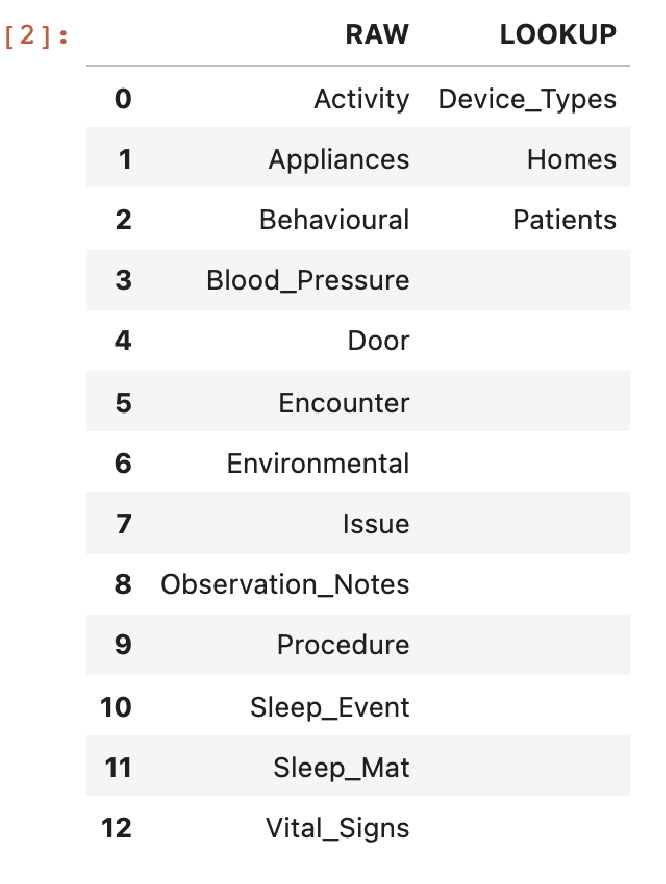 [2]: RAW LOOKUP
0 Activity Device_Types
1 Appliances Homes
2 Behavioural Patients
3 Blood_Pressure
4 Door
5 Encounter
6 Environmental
7 Issue
8 Observation_Notes
9 Procedure
10 Sleep_Event
11 Sleep_Mat
12 Vital_Signs